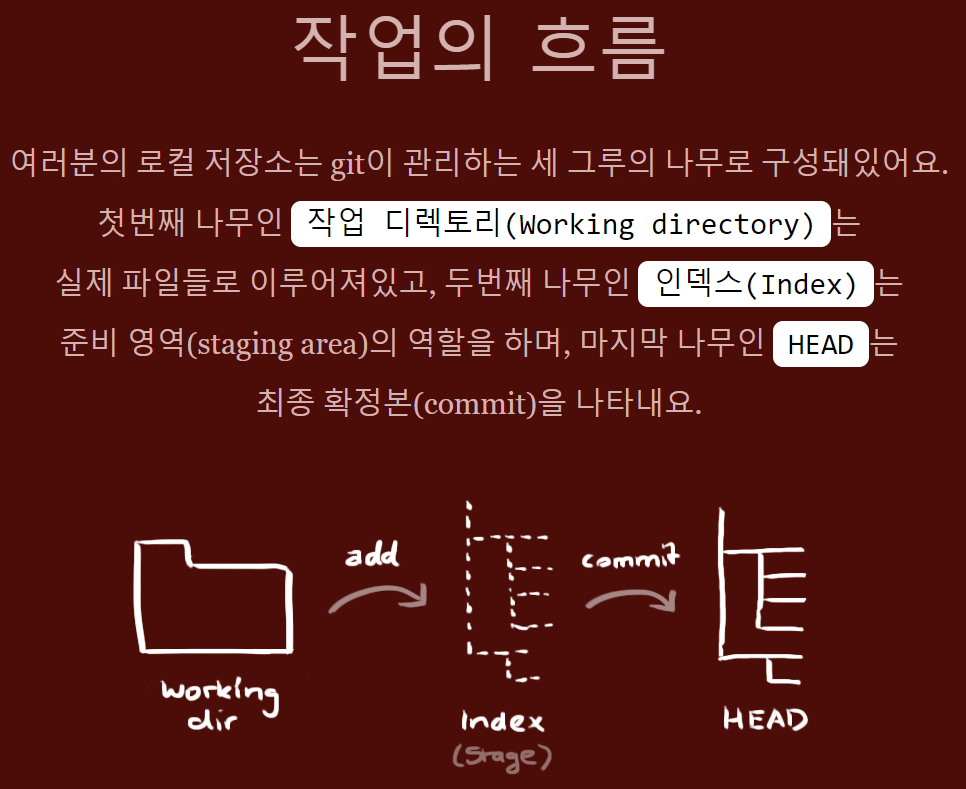 작업의 흐름
여러분의 로컬 저장소는 git이 관리하는 세 그루의 나무로 구성돼있어요.
첫번째 나무인 작업 디렉토리(Working directory)는
실제 파일들로 이루어져있고, 두번째 나무인 인덱스(Index)는
준비 영역(staging area)의 역할을 하며, 마지막 나무인 HEAD는
최종 확정본(commit)을 나타내요.
add
commit
working
dir
Index
(Stage)
HEAD